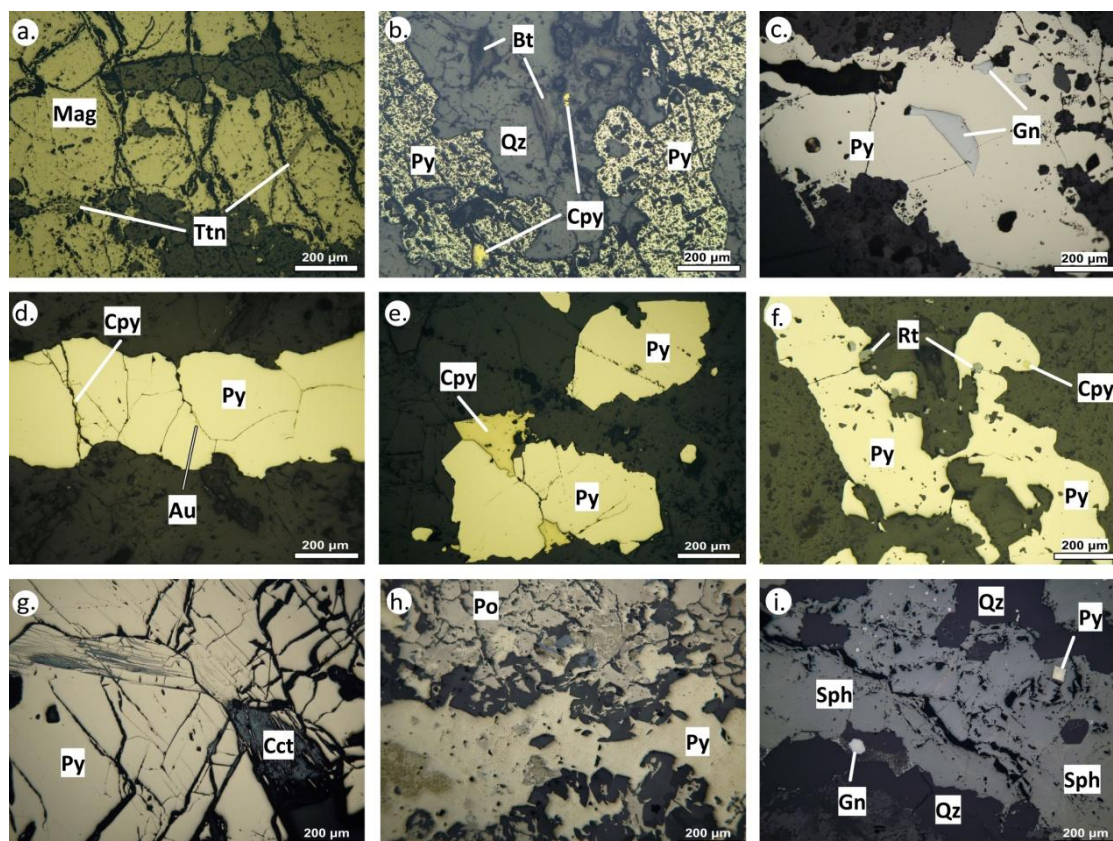 a.
Mag
Ttn
200 µm
b.
Bt
Qz
Py
Py
Cpy
200 µm
c.
Gn
Py
200 µm
d.
Cpy
Py
Au
200 µm
e.
Py
Cpy
Py
200 µm
f.
Rt
Cpy
Py
Py
200 µm
g.
Cct
Py
200 µm
h.
Po
Py
200 µm
i.
Qz
Py
Sph
Gn
Sph
Qz
200 µm